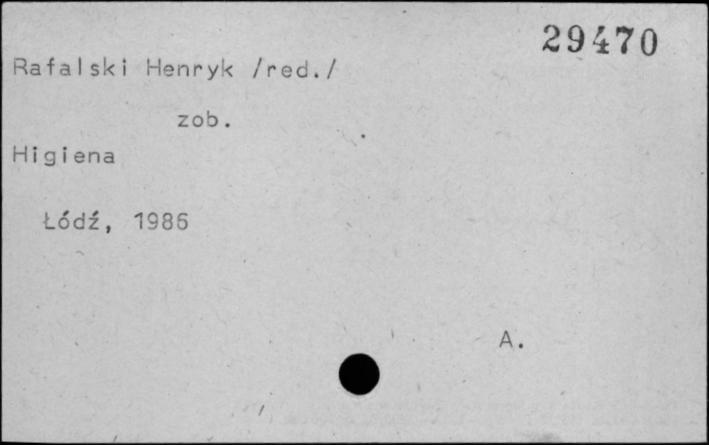 29470
Rafalski Henryk /red./
zob.
Higiena
Łódź, 1986
A.